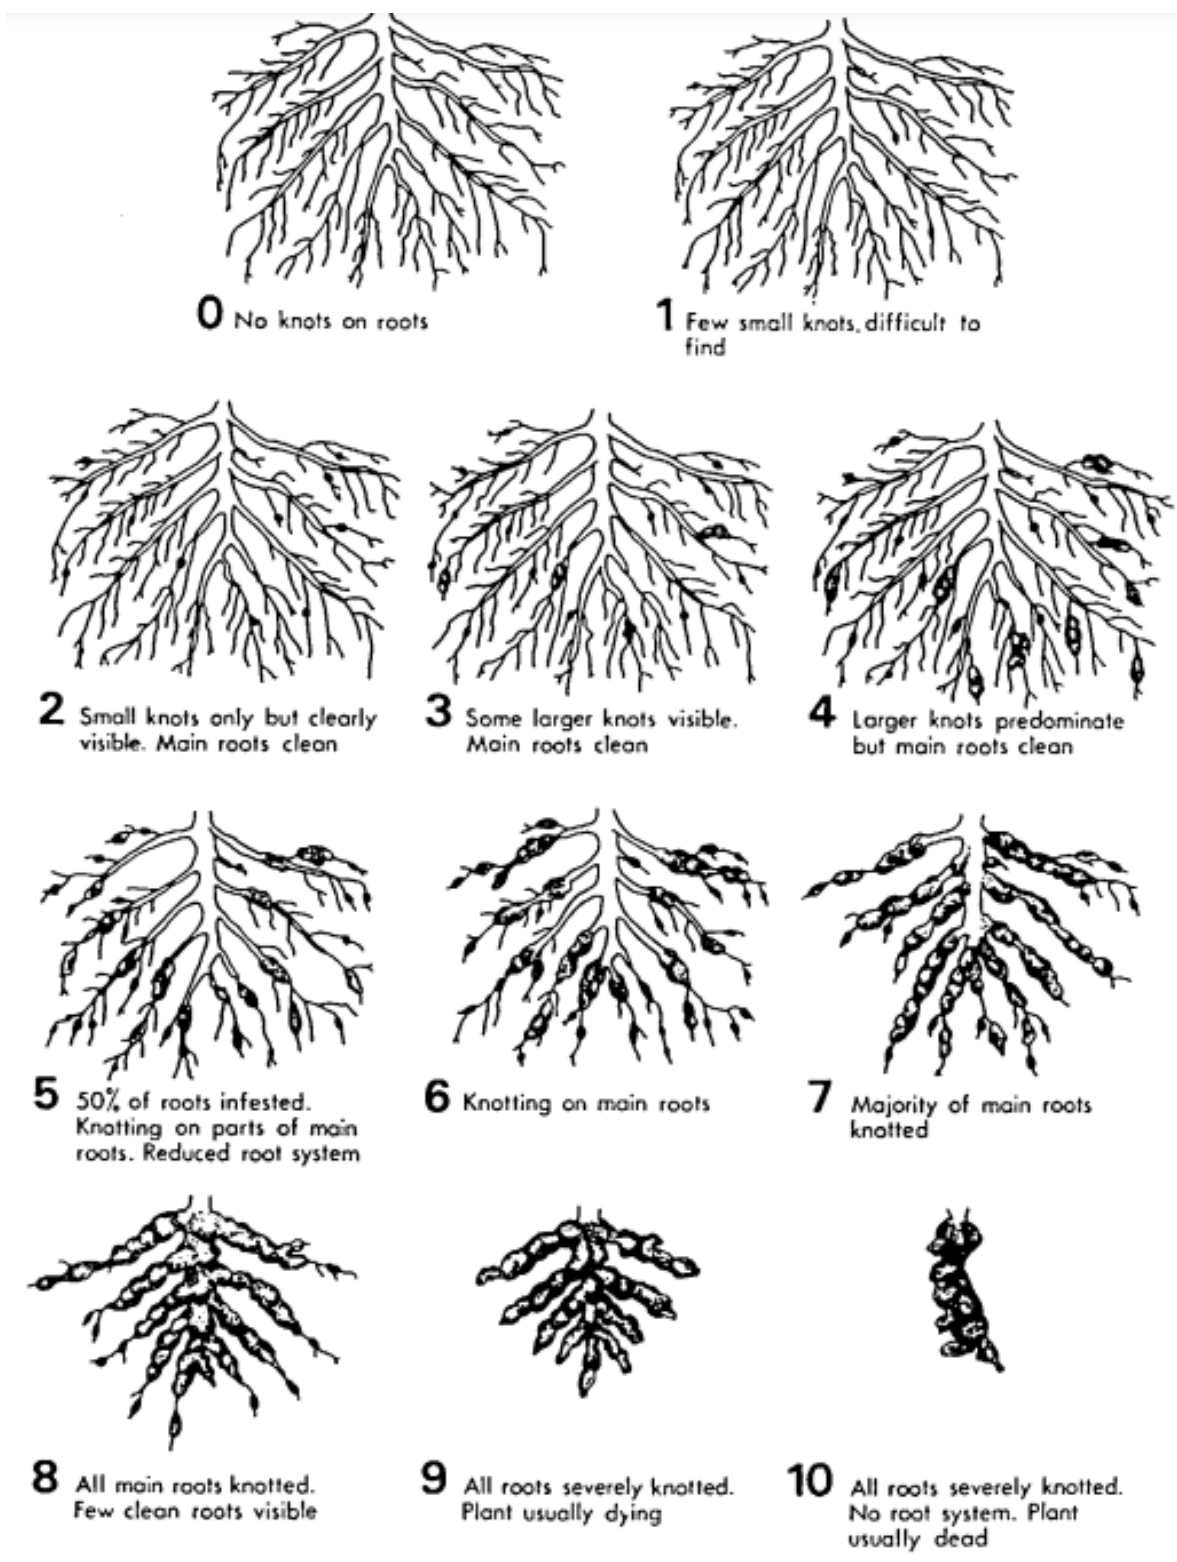 0 No knots on roots
1 Few small knots, difficult to
find
2 Small knots only but clearly
visible. Main roots clean
3 Some larger knots visible.
Main roots clean
4 Larger knots predominate
but main roots clean
5 50% of roots infested.
Knotting on parts of main
roots. Reduced root system
6 Knotting on main roots
7 Majority of main roots
knotted
8 All main roots knotted.
Few clean roots visible
9 All roots severely knotted.
Plant usually dying
10 All roots severely knotted.
No root system. Plant
usually dead